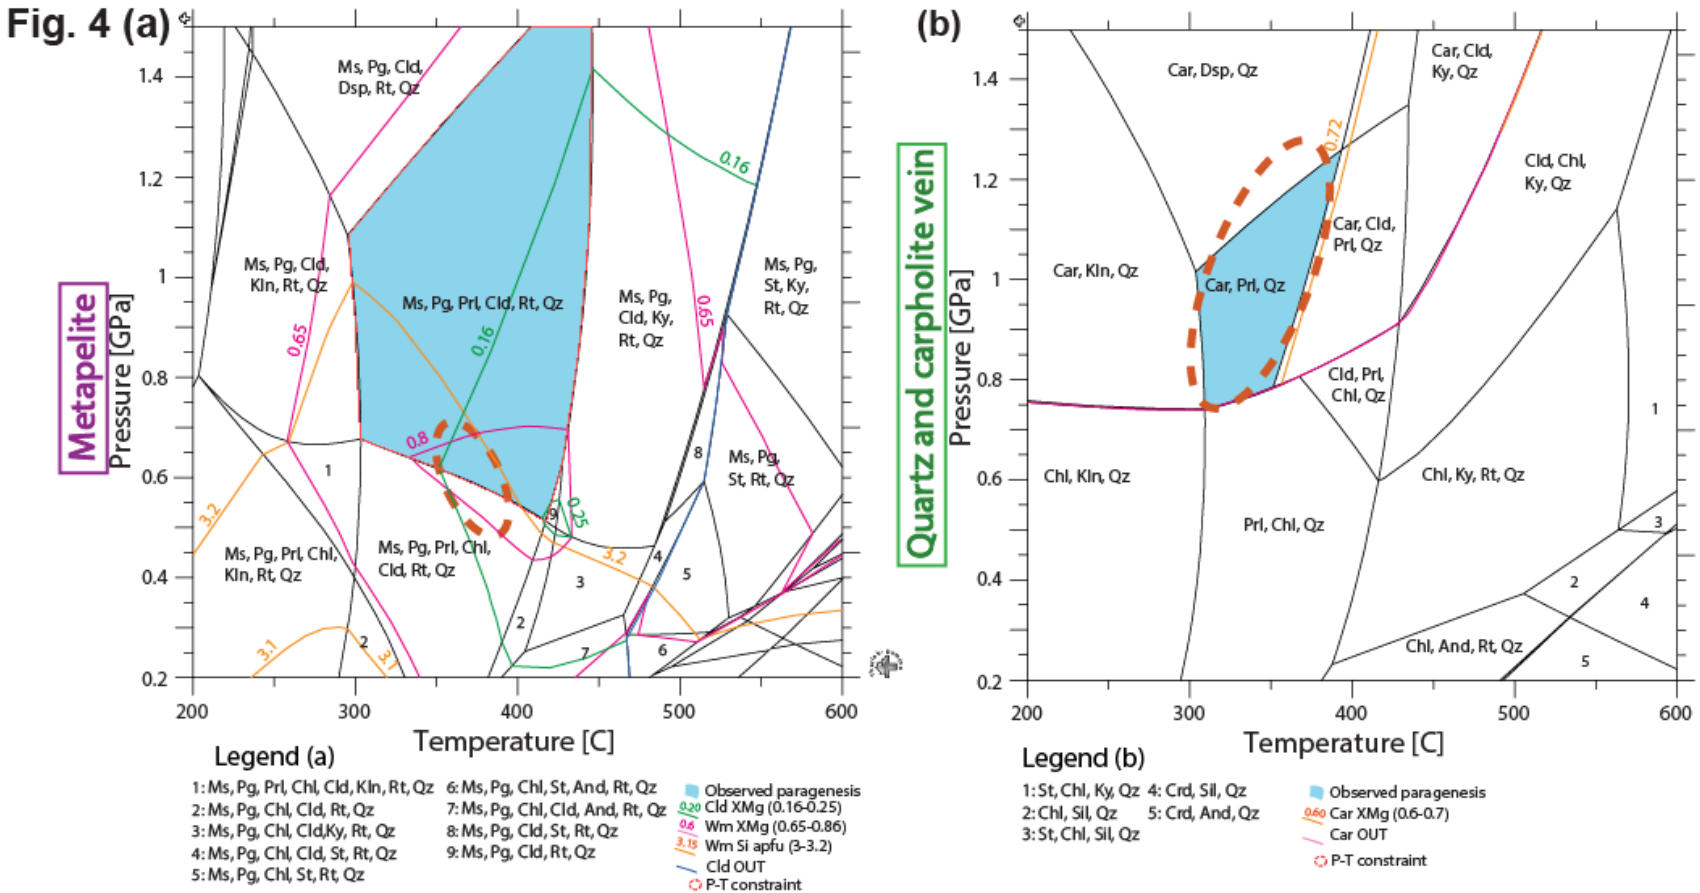 Fig. 4 (a)
Metapelite
Pressure [GPa]
1.4
1.2
1
0.8
0.6
0.4
0.2
200
300
400
500
600
Temperature [C]
Ms, Pg, Cld,
Dsp, Rt, Qz
Ms, Pg, Cld,
Kln, Rt, Qz
Ms, Pg, Prl, Cld, Rt, Qz
Ms, Pg,
Cld, Ky,
Rt, Qz
Ms, Pg,
St, Ky,
Rt, Qz
Ms, Pg,
St, Rt, Qz
Ms, Pg, Prl, Chl,
Kln, Rt, Qz
Ms, Pg, Prl, Chl,
Cld, Rt, Qz
0.16
0.16
0.65
0.65
0.8
0.25
3.2
3.2
3.1
3.1
1
2
2
3
4
5
6
7
8
9
Legend (a)
1: Ms, Pg, Prl, Chl, Cld, Kln, Rt, Qz
2: Ms, Pg, Chl, Cld, Rt, Qz
3: Ms, Pg, Chl, Cld,Ky, Rt, Qz
4: Ms, Pg, Chl, Cld, St, Rt, Qz
5: Ms, Pg, Chl, St, Rt, Qz
6: Ms, Pg, Chl, St, And, Rt, Qz
7: Ms, Pg, Chl, Cld, And, Rt, Qz
8: Ms, Pg, Cld, St, Rt, Qz
9: Ms, Pg, Cld, Rt, Qz
Observed paragenesis
0.20 Cld XMg (0.16-0.25)
0.6 Wm XMg (0.65-0.86)
3.15 Wm Si apfu (3-3.2)
Cld OUT
P-T constraint
(b)
Quartz and carpholite vein
Pressure [GPa]
1.4
1.2
1
0.8
0.6
0.4
0.2
200
300
400
500
600
Temperature [C]
Car, Dsp, Qz
Car, Cld,
Ky, Qz
Cld, Chl,
Ky, Qz
Car, Kln, Qz
Car, Prl, Qz
Car, Cld,
Prl, Qz
Cld, Prl,
Chl, Qz
Chl, Kln, Qz
Prl, Chl, Qz
Chl, Ky, Rt, Qz
Chl, And, Rt, Qz
0.72
1
2
3
4
5
Legend (b)
1: St, Chl, Ky, Qz
2: Chl, Sil, Qz
3: St, Chl, Sil, Qz
4: Crd, Sil, Qz
5: Crd, And, Qz
Observed paragenesis
0.60 Car XMg (0.6-0.7)
Car OUT
P-T constraint